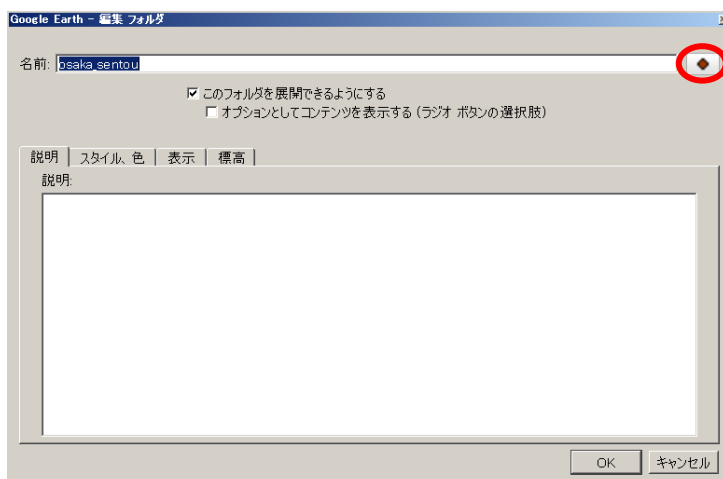 Google Earth - 編集 フォルダ
名前: osaka_sentou
このフォルダを展開できるようにする
オプションとしてコンテンツを表示する (ラジオ ボタンの選択肢)
説明 スタイル、色 表示 標高
説明:
OK キャンセル